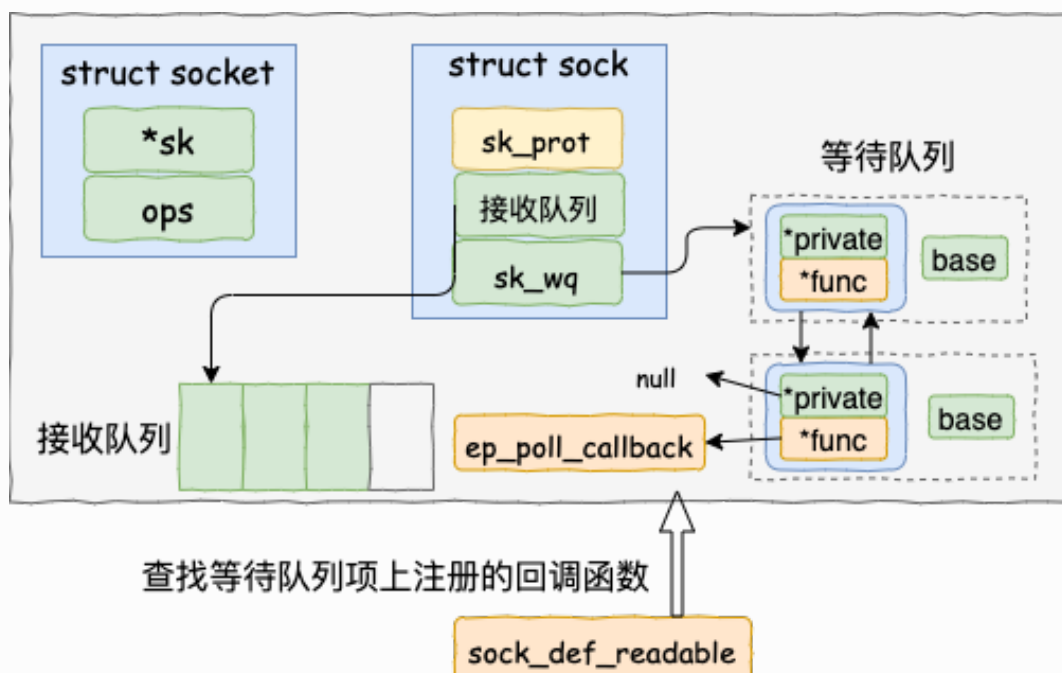 struct socket
*sk
ops
struct sock
sk_prot
接收队列
sk_wq
等待队列
*private
*func
base
*private
*func
base
null
ep_poll_callback
接收队列
查找等待队列项上注册的回调函数
sock_def_readable